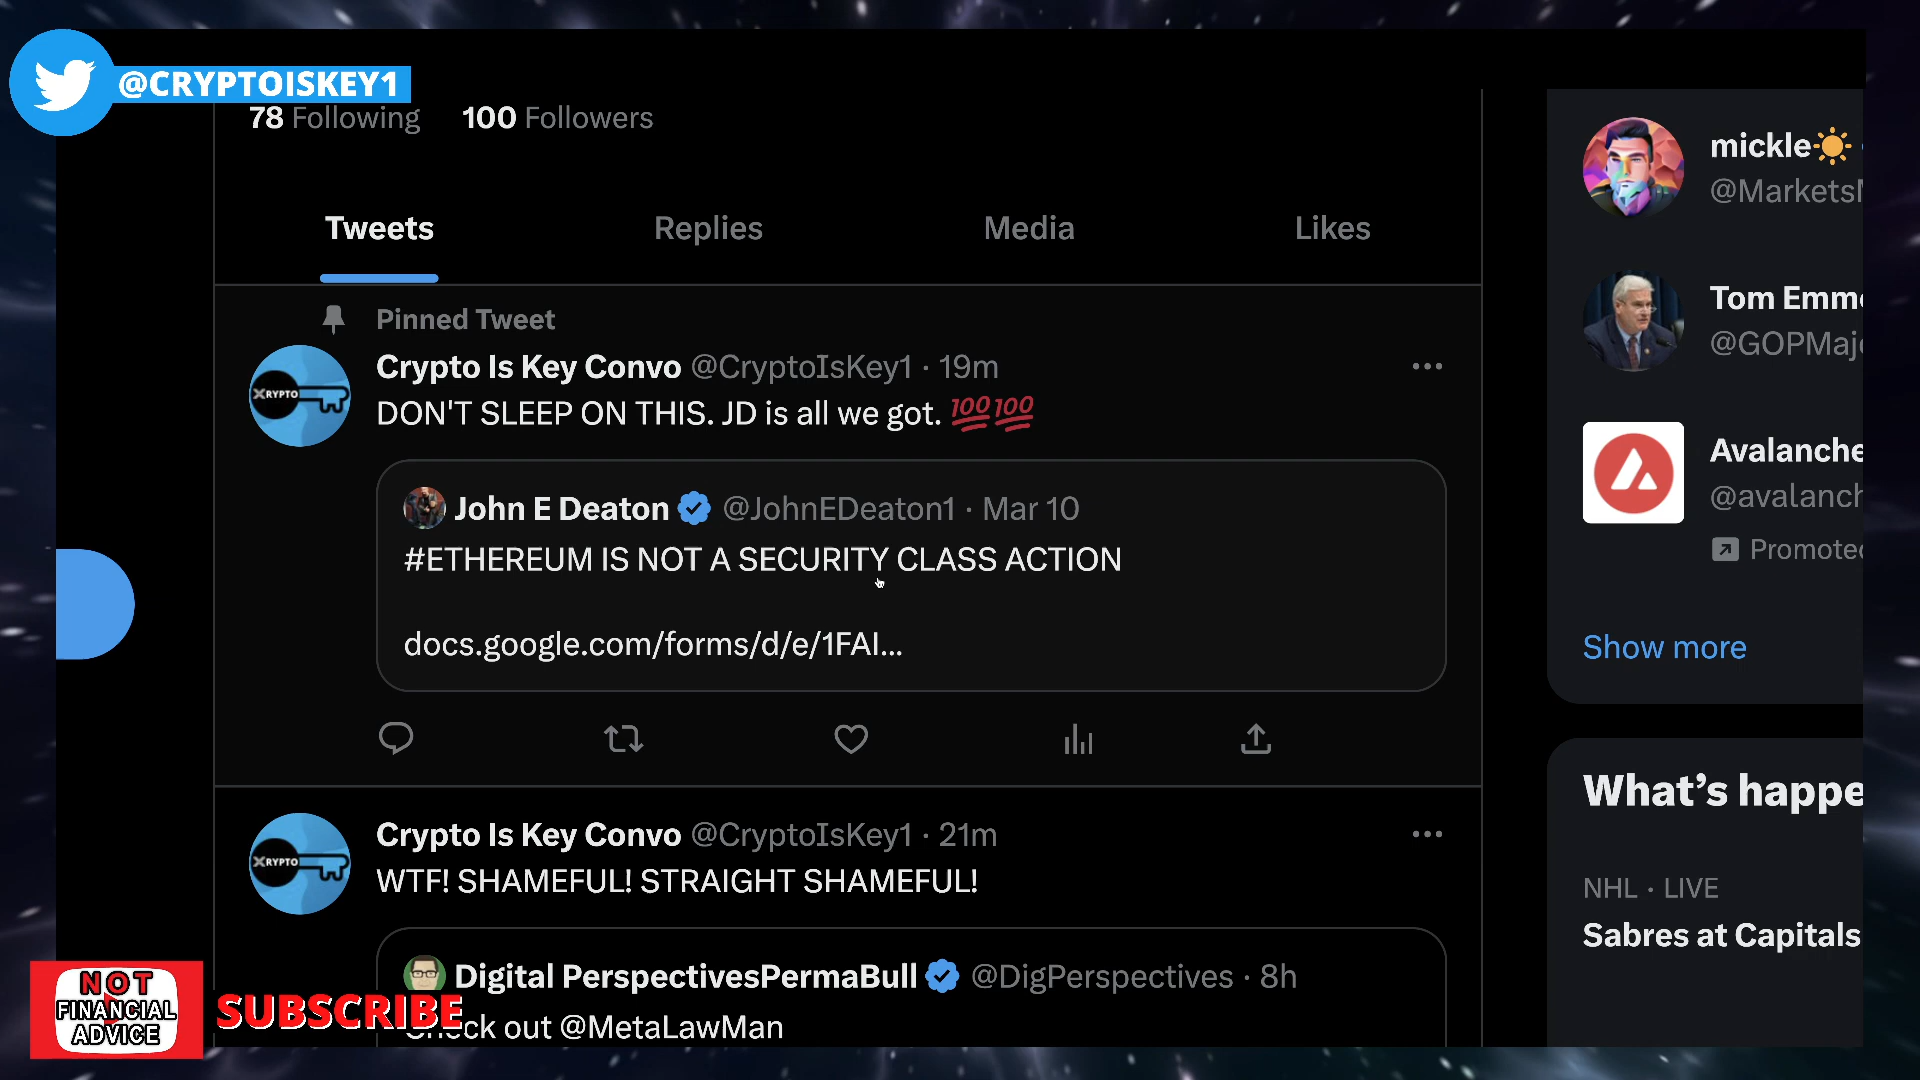 @CRYPTOISKEY1
78 Following 100 Followers
Tweets Replies Media Likes
Pinned Tweet
Crypto Is Key Convo @CryptoIsKey1 · 19m
DON'T SLEEP ON THIS. JD is all we got. 💯💯
XRYPTO
John E Deaton @JohnEDeaton1 · Mar 10
#ETHEREUM IS NOT A SECURITY CLASS ACTION
docs.google.com/forms/d/e/1FAI...
Crypto Is Key Convo @CryptoIsKey1 · 21m
WTF! SHAMEFUL! STRAIGHT SHAMEFUL!
XRYPTO
Digital PerspectivesPermaBull @DigPerspectives · 8h
Check out @MetaLawMan
NOT
FINANCIAL
ADVICE
SUBSCRIBE
mickle☀️
@Markets
Tom Emm
@GOPMaj
Avalanche
@avalanch
Promote
Show more
What's happe
NHL · LIVE
Sabres at Capitals